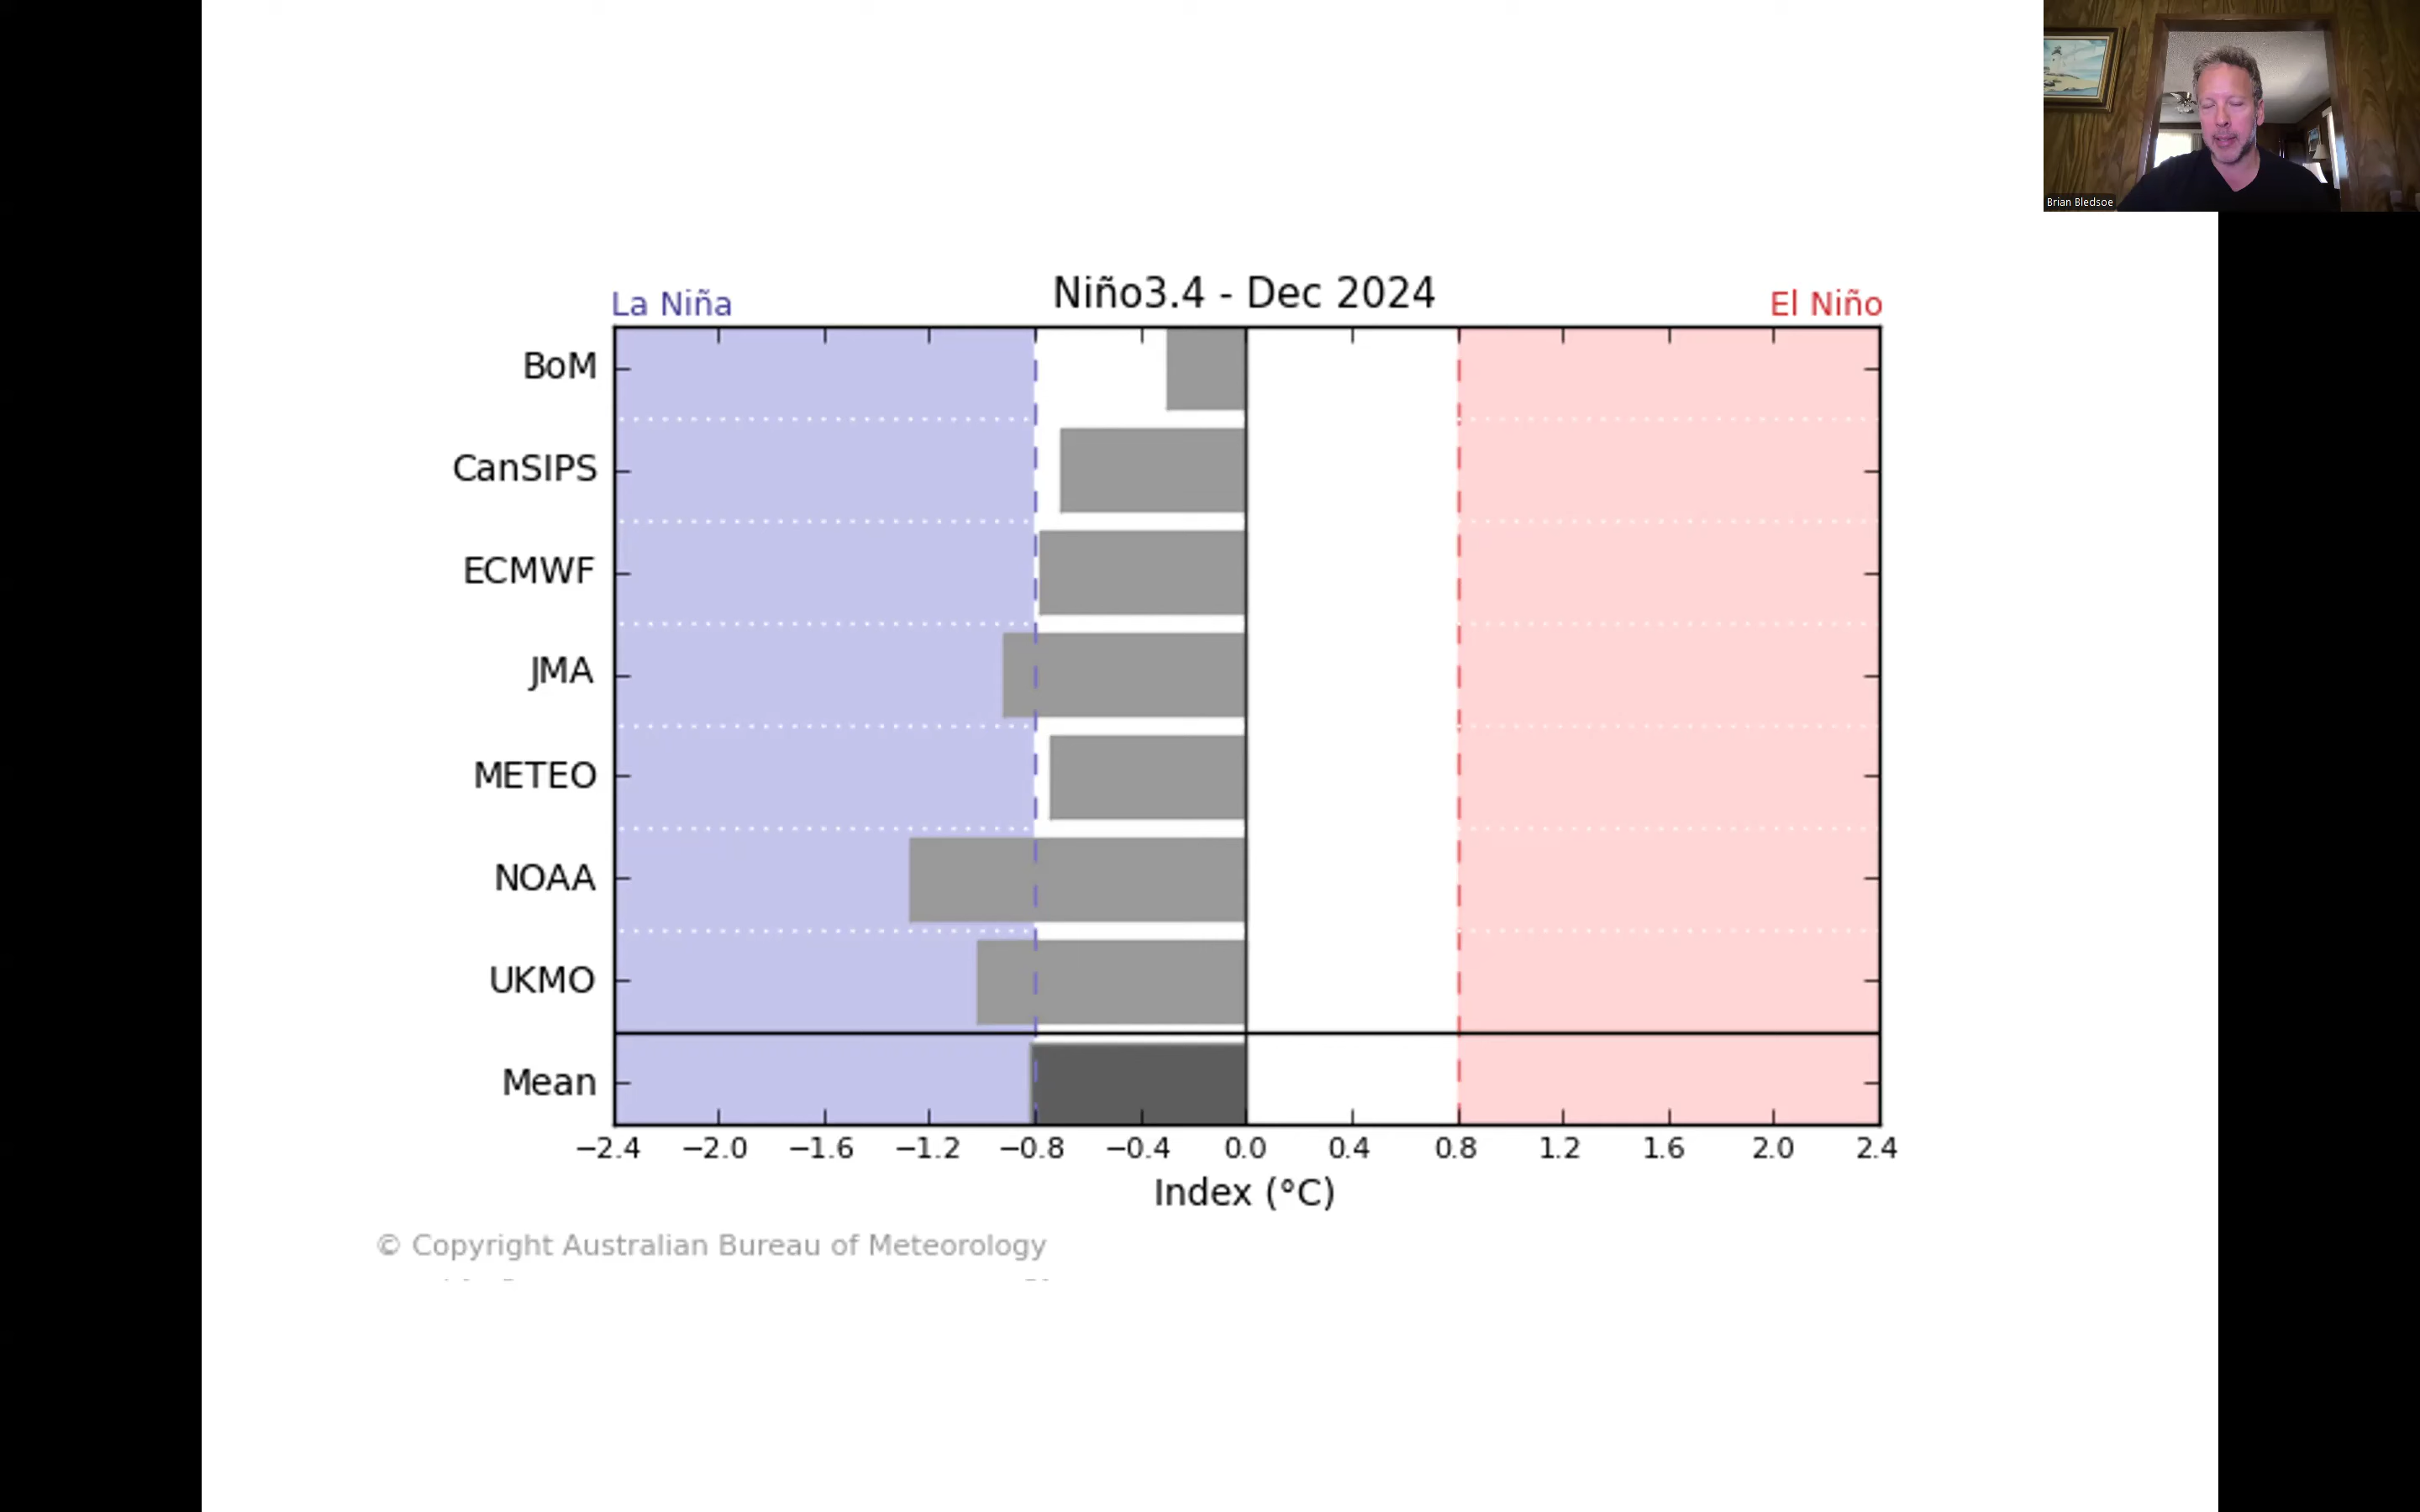 Brian Bledsoe
Niño3.4 - Dec 2024
La Niña
El Niño
BoM
CanSIPS
ECMWF
JMA
METEO
NOAA
UKMO
Mean
−2.4 −2.0 −1.6 −1.2 −0.8 −0.4 0.0 0.4 0.8 1.2 1.6 2.0 2.4
Index (°C)
© Copyright Australian Bureau of Meteorology